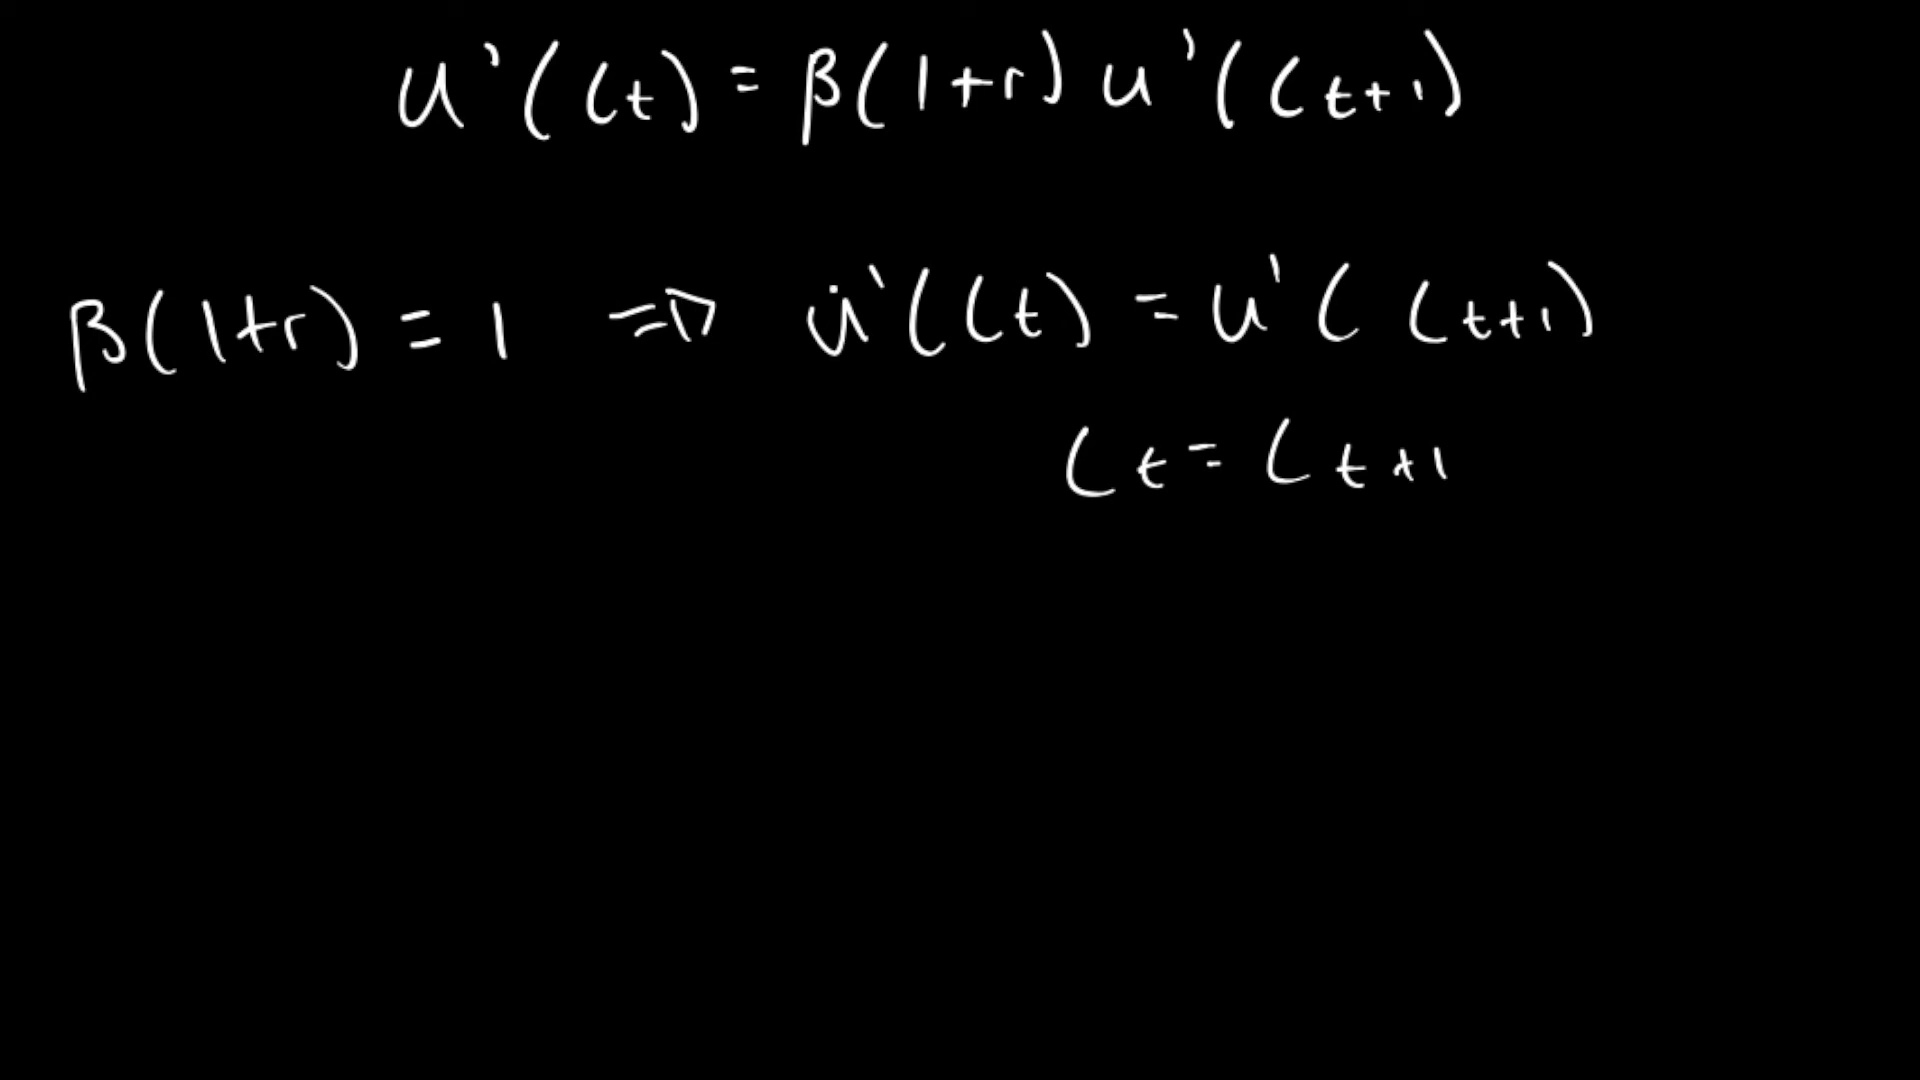 u'(Ct) = β(1+r) u'(Ct+1)
β(1+r) = 1 ⇒ u'(Ct) = u'(Ct+1)
Ct = Ct+1